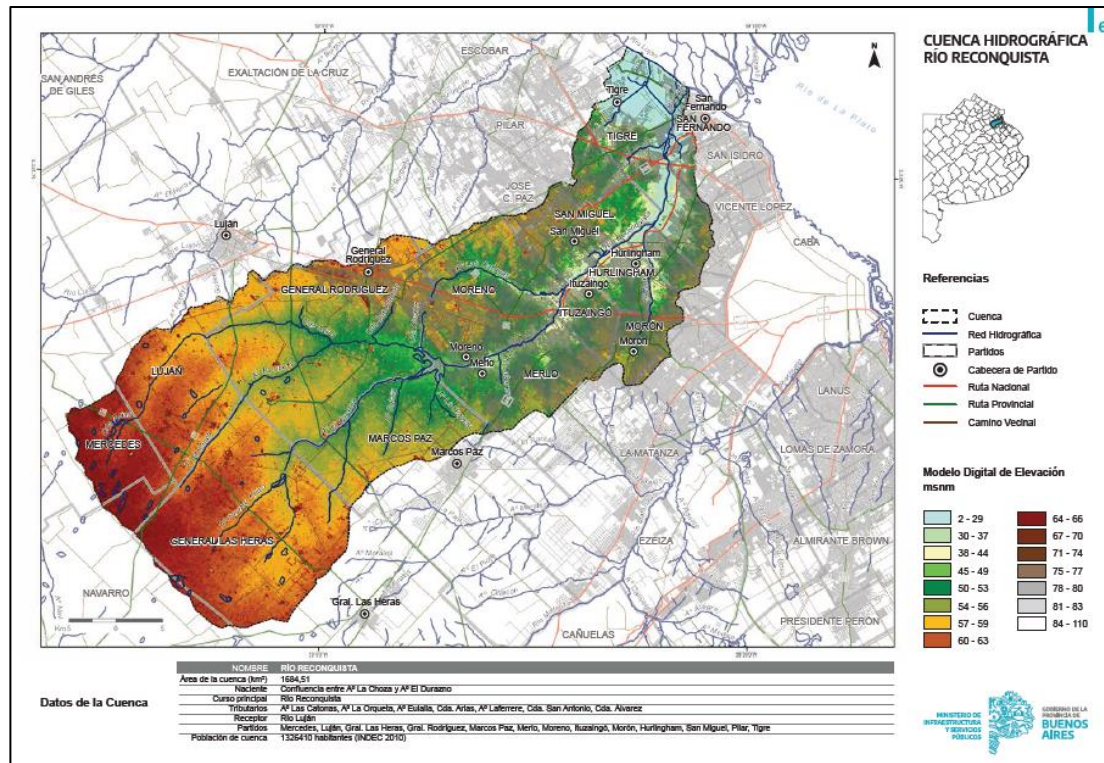 CUENCA HIDROGRÁFICA
RÍO RECONQUISTA
N
SAN ANDRÉS
DE GILES
EXALTACIÓN DE LA CRUZ
ESCOBAR
PILAR
Tigre
TIGRE
San
Fernando
SAN
FERNANDO
SAN ISIDRO
Río de la Plata
JOSE
C. PAZ
VICENTE LOPEZ
CABA
SAN MIGUEL
San Miguel
Luján
General
Rodríguez
GENERAL RODRIGUEZ
MORENO
Hurlingham
HURLINGHAM
Ituzaingo
ITUZAINGÓ
MORÓN
Morón
Moreno
Merlo
MERLO
LUJÁN
MERCEDES
MARCOS PAZ
Marcos Paz
LA MATANZA
LANUS
LOMAS DE ZAMORA
GENERAL LAS HERAS
EZEIZA
ALMIRANTE BROWN
NAVARRO
Gral. Las Heras
CAÑUELAS
PRESIDENTE PERÓN
Km 5 0 5
Referencias
Cuenca
Red Hidrográfica
Partidos
Cabecera de Partido
Ruta Nacional
Ruta Provincial
Camino Vecinal
Modelo Digital de Elevación
msnm
2 - 29
30 - 37
38 - 44
45 - 49
50 - 53
54 - 56
57 - 59
60 - 63
64 - 66
67 - 70
71 - 74
75 - 77
78 - 80
81 - 83
84 - 110
Datos de la Cuenca
NOMBRE RÍO RECONQUISTA
Área de la cuenca (km²) 1684,51
Naciente Confluencia entre Aº La Choza y Aº El Durazno
Curso principal Río Reconquista
Tributarios Aº Las Catonas, Aº La Orqueta, Aº Eulalia, Cda. Arias, Aº Laferrere, Cda. San Antonio, Cda. Alvarez
Receptor Río Luján
Partidos Mercedes, Luján, Gral. Las Heras, Gral. Rodríguez, Marcos Paz, Merlo, Moreno, Ituzaingó, Morón, Hurlingham, San Miguel, Pilar, Tigre
Población de cuenca 1326410 habitantes (INDEC 2010)
MINISTERIO DE
INFRAESTRUCTURA
Y SERVICIOS
PÚBLICOS
GOBIERNO DE LA
PROVINCIA DE
BUENOS
AIRES